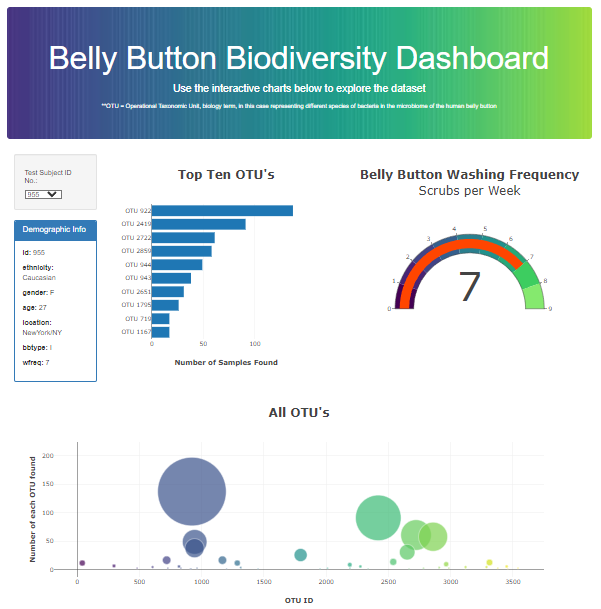 Belly Button Biodiversity Dashboard
Use the interactive charts below to explore the dataset
**OTU = Operational Taxonomic Unit, biology term, in this case representing different species of bacteria in the microbiome of the human belly button
Test Subject ID
No.:
955
Demographic Info
id: 955
ethnicity:
Caucasian
gender: F
age: 27
location:
NewYork/NY
bbtype: I
wfreq: 7
Top Ten OTU's
OTU 922
OTU 2419
OTU 2722
OTU 2859
OTU 944
OTU 943
OTU 2651
OTU 1795
OTU 719
OTU 1167
0 50 100
Number of Samples Found
Belly Button Washing Frequency
Scrubs per Week
0 1 2 3 4 5 6 7 8 9
7
All OTU's
Number of each OTU found
200
150
100
50
0
0 500 1000 1500 2000 2500 3000 3500
OTU ID